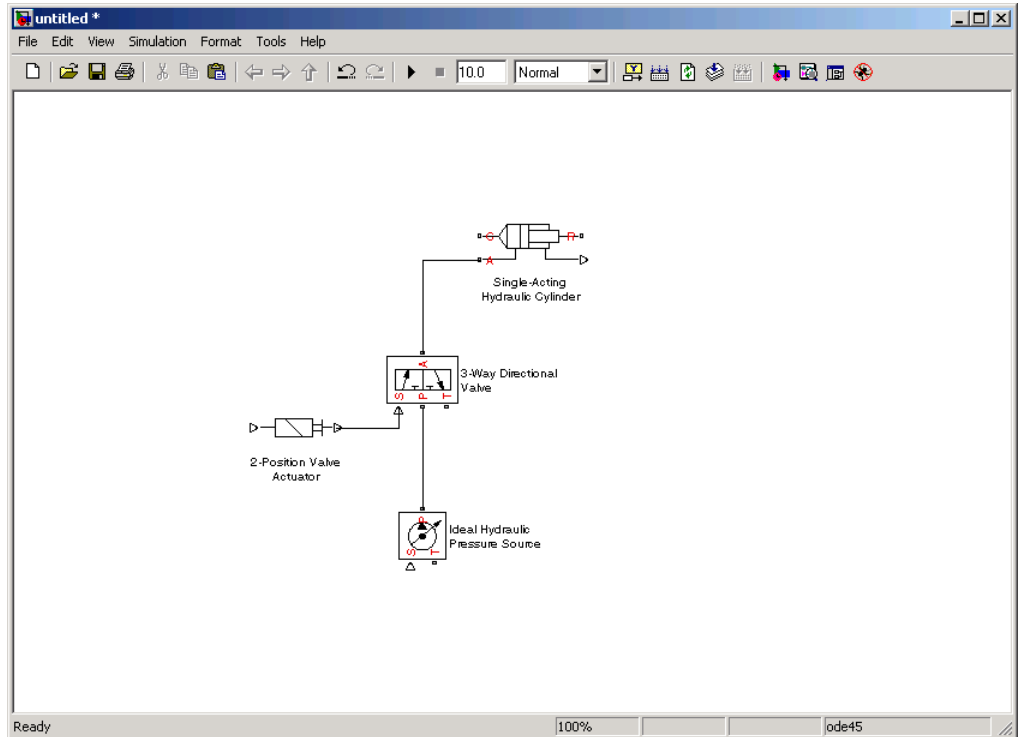 untitled *
File Edit View Simulation Format Tools Help
10.0 Normal
C R
A
Single-Acting
Hydraulic Cylinder
A
3-Way Directional
Valve
S P T
2-Position Valve
Actuator
P
Ideal Hydraulic
Pressure Source
S T
Ready 100% ode45